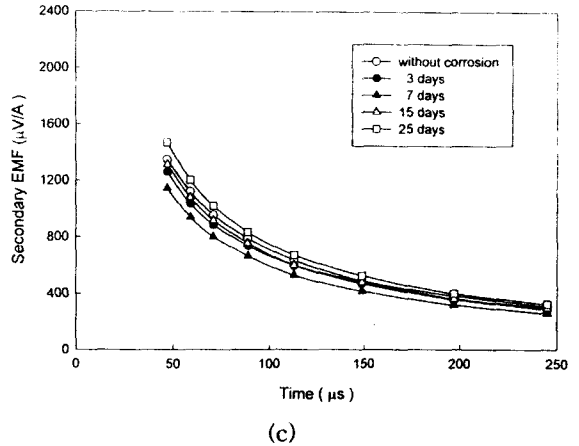 2400
2000
1600
1200
800
400
0
Secondary EMF (µV/A)
without corrosion
3 days
7 days
15 days
25 days
0
50
100
150
200
250
Time ( µs )
(c)